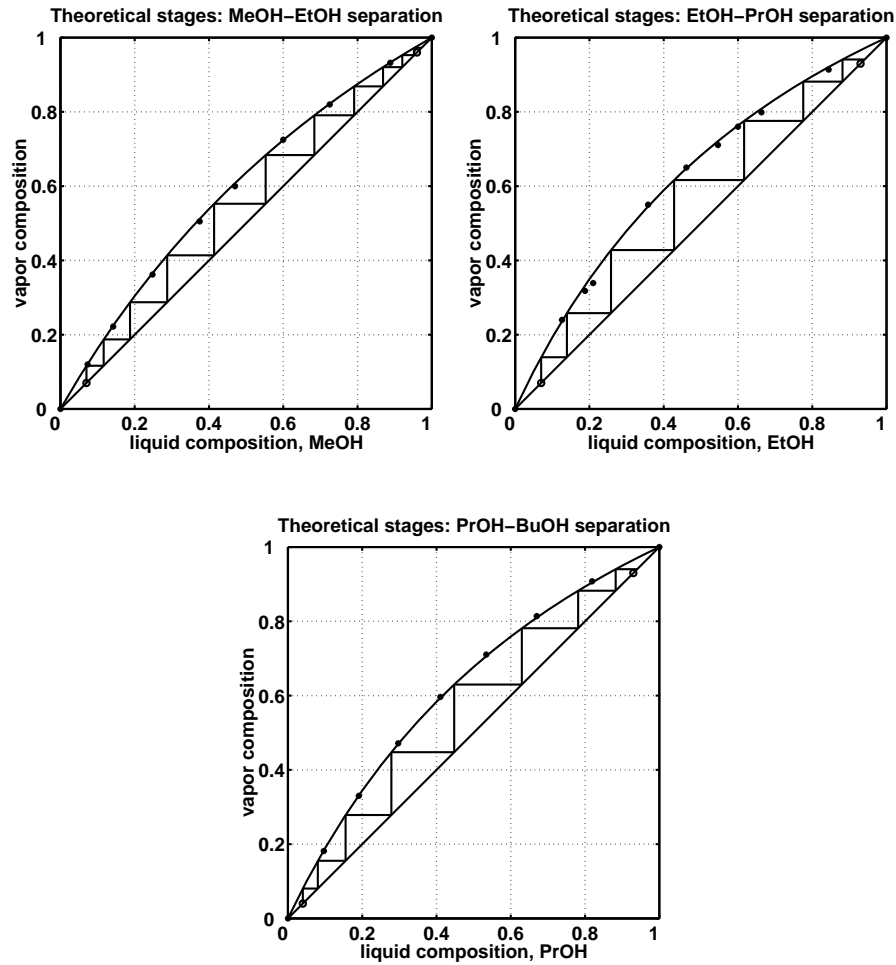 Theoretical stages: MeOH−EtOH separation
1
0.8
0.6
0.4
0.2
0
vapor composition
0 0.2 0.4 0.6 0.8 1
liquid composition, MeOH
Theoretical stages: EtOH−PrOH separation
1
0.8
0.6
0.4
0.2
0
vapor composition
0 0.2 0.4 0.6 0.8 1
liquid composition, EtOH
Theoretical stages: PrOH−BuOH separation
1
0.8
0.6
0.4
0.2
0
vapor composition
0 0.2 0.4 0.6 0.8 1
liquid composition, PrOH